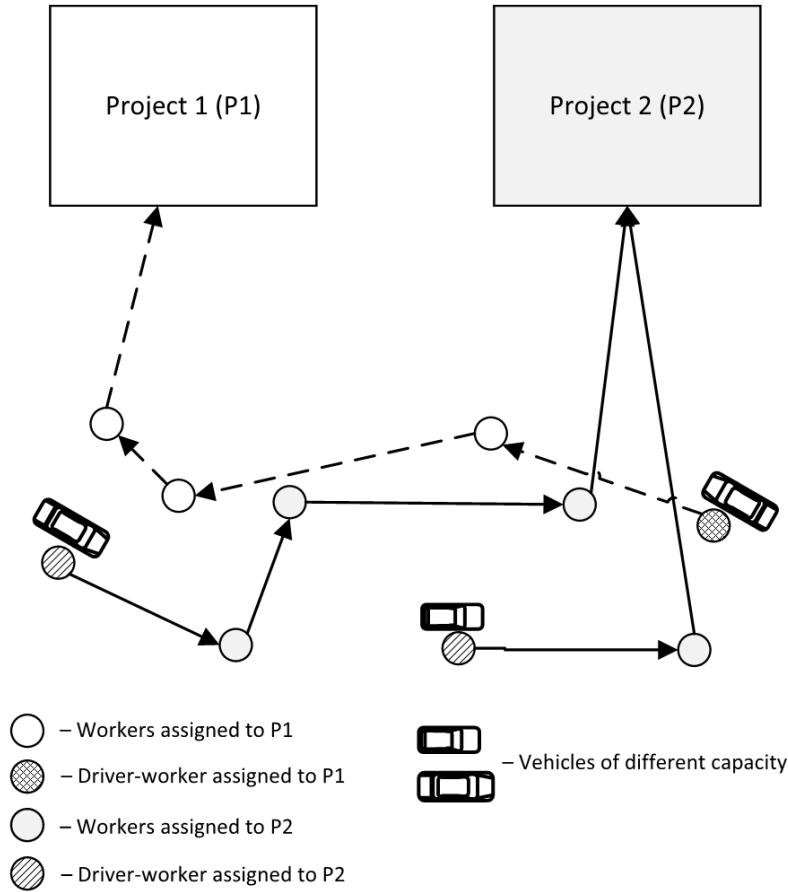 Project 1 (P1)
Project 2 (P2)
– Workers assigned to P1
– Driver-worker assigned to P1
– Workers assigned to P2
– Driver-worker assigned to P2
– Vehicles of different capacity